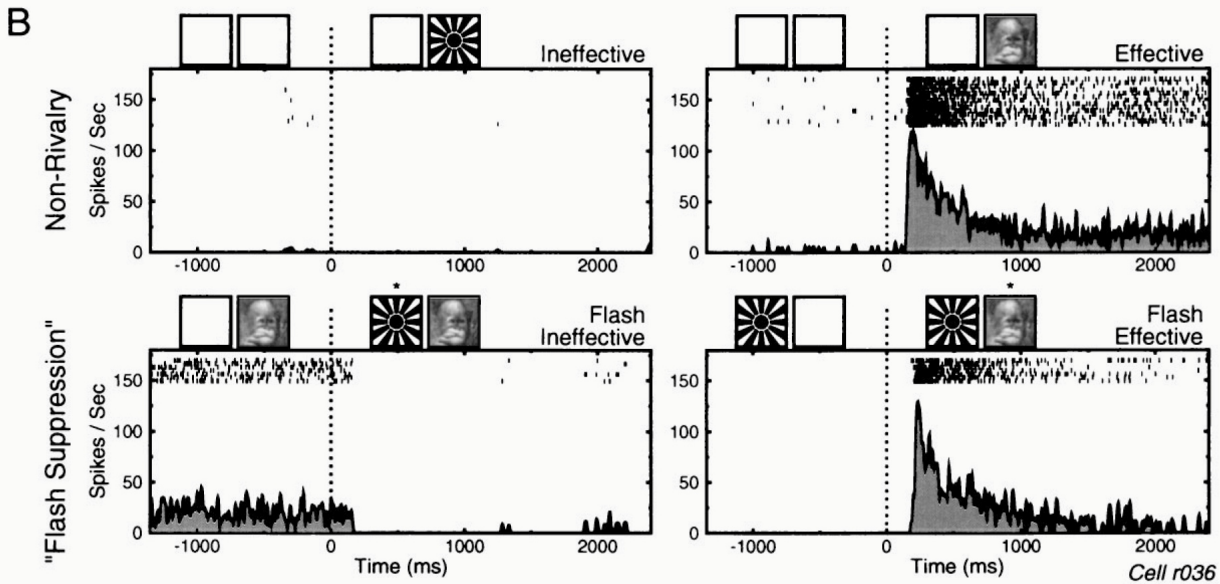 B
Ineffective
Effective
Non-Rivalry
Spikes / Sec
150
100
50
0
-1000
0
1000
2000
150
100
50
0
-1000
0
1000
2000
*
*
Flash
Ineffective
Flash
Effective
"Flash Suppression"
Spikes / Sec
150
100
50
0
-1000
0
1000
2000
Time (ms)
150
100
50
0
-1000
0
1000
2000
Time (ms)
Cell r036